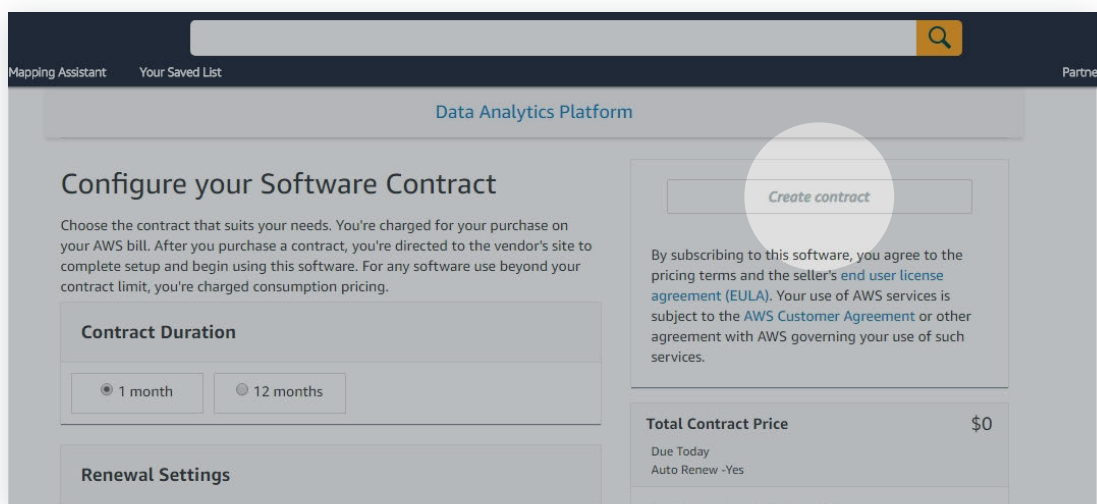 Mapping Assistant Your Saved List Partne
Data Analytics Platform
Configure your Software Contract
Choose the contract that suits your needs. You're charged for your purchase on
your AWS bill. After you purchase a contract, you're directed to the vendor's site to
complete setup and begin using this software. For any software use beyond your
contract limit, you're charged consumption pricing.
Contract Duration
1 month 12 months
Renewal Settings
Create contract
By subscribing to this software, you agree to the
pricing terms and the seller's end user license
agreement (EULA). Your use of AWS services is
subject to the AWS Customer Agreement or other
agreement with AWS governing your use of such
services.
Total Contract Price $0
Due Today
Auto Renew -Yes